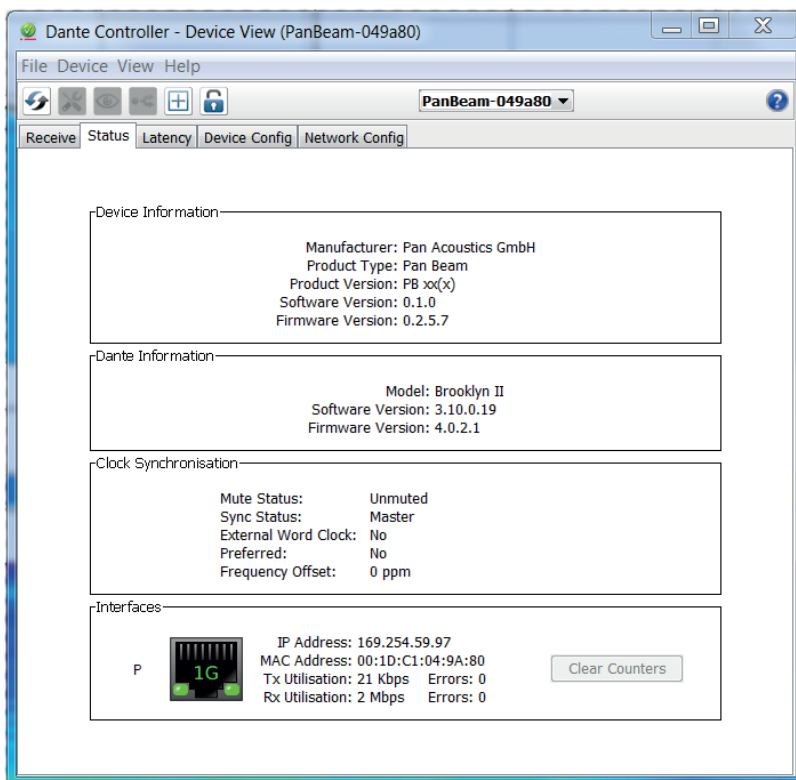 Dante Controller - Device View (PanBeam-049a80)
File Device View Help
PanBeam-049a80
Receive Status Latency Device Config Network Config
Device Information
Manufacturer: Pan Acoustics GmbH
Product Type: Pan Beam
Product Version: PB xx(x)
Software Version: 0.1.0
Firmware Version: 0.2.5.7
Dante Information
Model: Brooklyn II
Software Version: 3.10.0.19
Firmware Version: 4.0.2.1
Clock Synchronisation
Mute Status: Unmuted
Sync Status: Master
External Word Clock: No
Preferred: No
Frequency Offset: 0 ppm
Interfaces
P
1G
IP Address: 169.254.59.97
MAC Address: 00:1D:C1:04:9A:80
Tx Utilisation: 21 Kbps Errors: 0
Rx Utilisation: 2 Mbps Errors: 0
Clear Counters